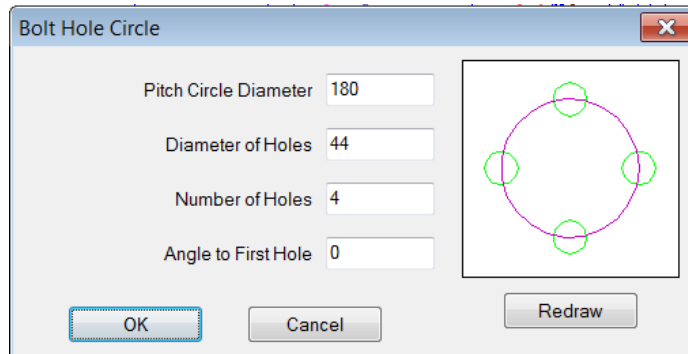 Bolt Hole Circle
Pitch Circle Diameter 180
Diameter of Holes 44
Number of Holes 4
Angle to First Hole 0
OK Cancel Redraw